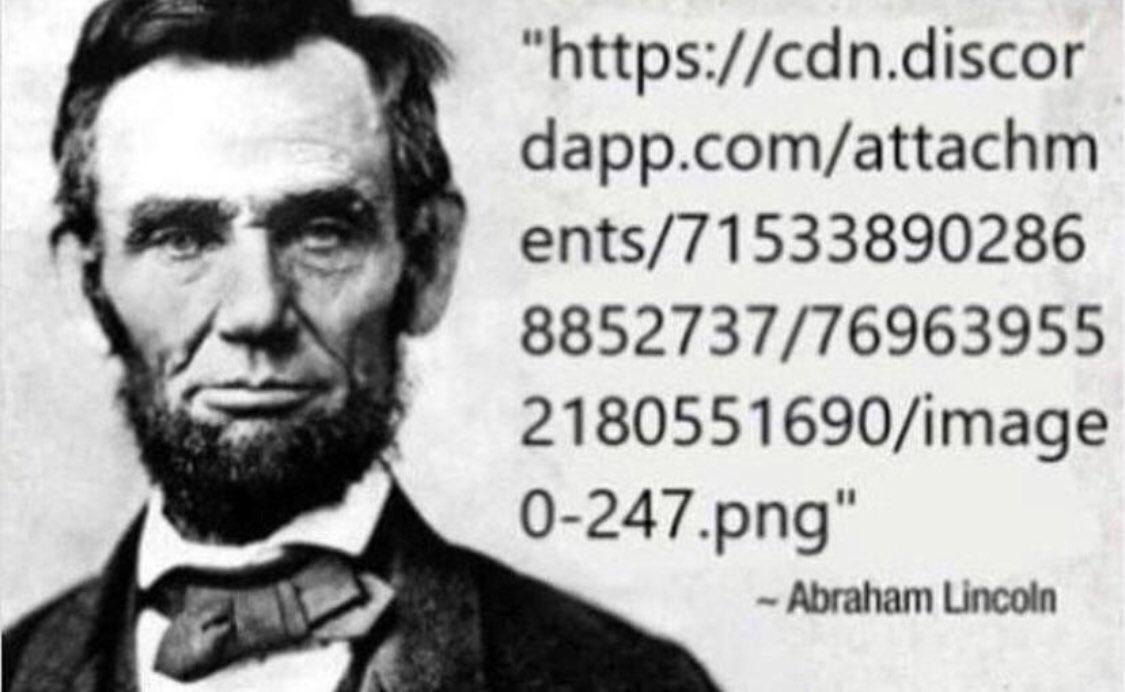 "https://cdn.discor
dapp.com/attachm
ents/71533890286
8852737/76963955
2180551690/image
0-247.png"
~ Abraham Lincoln